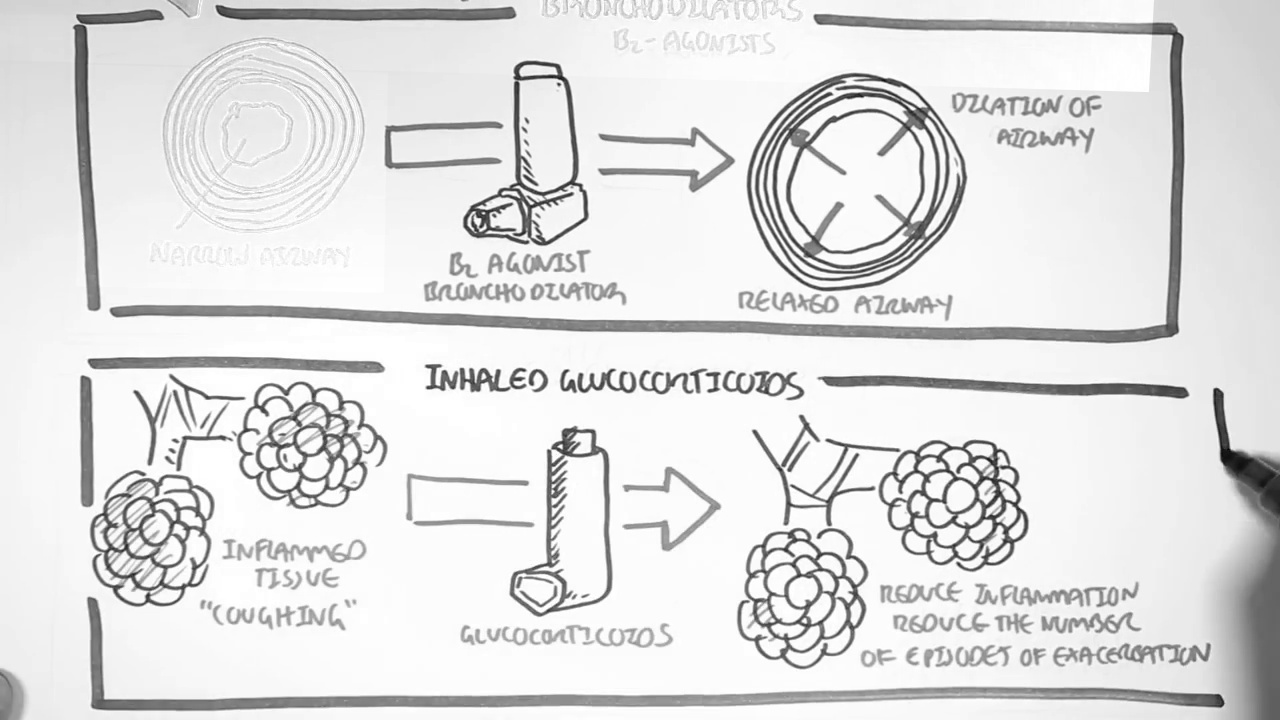 BRONCHODILATORS
B2-AGONISTS
DILATION OF
AIRWAY
NARROW AIRWAY
B2 AGONIST
BRONCHODILATOR
RELAXED AIRWAY
INHALED GLUCOCORTICOIDS
INFLAMMED
TISSUE
"COUGHING"
GLUCOCORTICOIDS
REDUCE INFLAMMATION
REDUCE THE NUMBER
OF EPISODES OF EXACERBATION